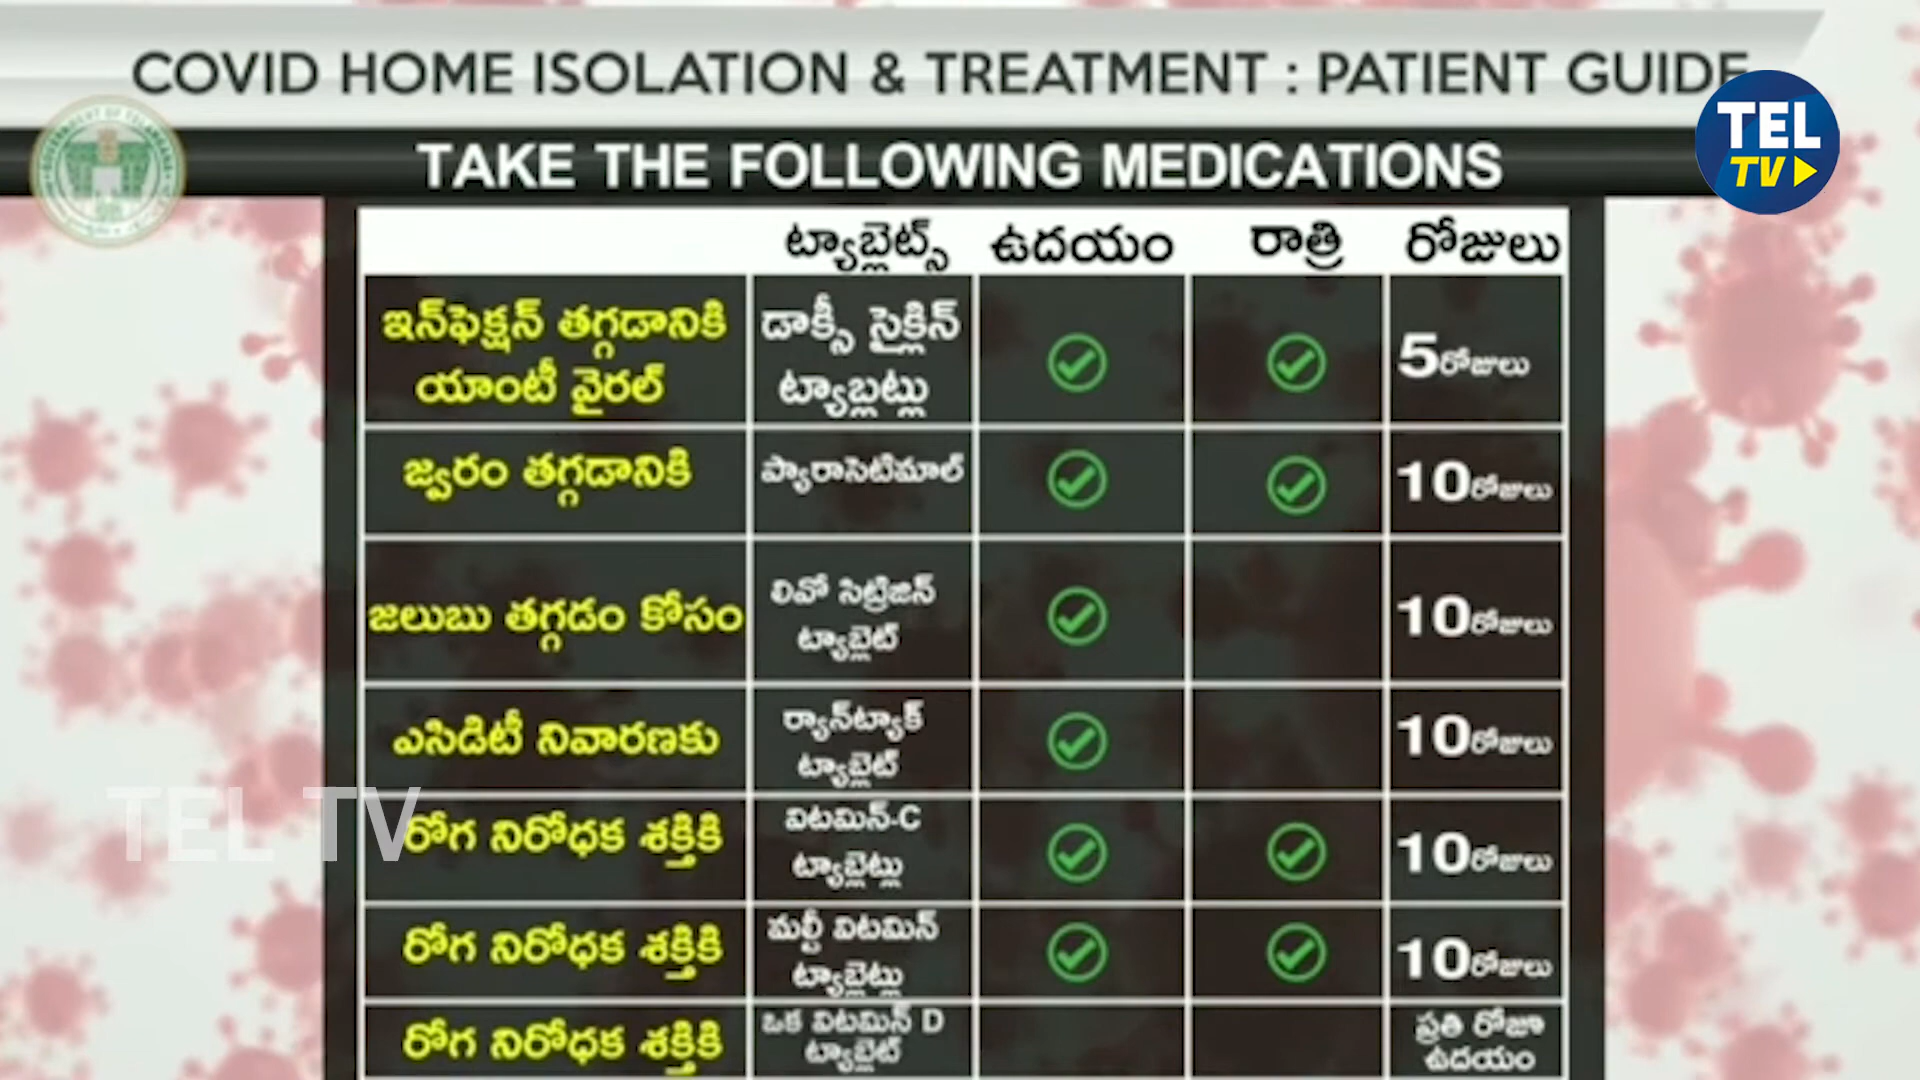 COVID HOME ISOLATION & TREATMENT : PATIENT GUIDE
TEL
TV
TAKE THE FOLLOWING MEDICATIONS
ట్యాబ్లెట్స్ ఉదయం రాత్రి రోజులు
ఇన్‌ఫెక్షన్ తగ్గడానికి
యాంటీ వైరల్
డాక్సీ సైక్లిన్
ట్యాబ్లట్లు
5రోజులు
జ్వరం తగ్గడానికి ప్యారాసెటిమాల్ 10రోజులు
జలుబు తగ్గడం కోసం
లివో సిట్రిజిన్
ట్యాబ్లెట్
10రోజులు
ఎసిడిటీ నివారణకు
ర్యాన్‌ట్యాక్
ట్యాబ్లెట్
10రోజులు
TEL TV
రోగ నిరోధక శక్తికి
విటమిన్-C
ట్యాబ్లెట్లు
10రోజులు
రోగ నిరోధక శక్తికి
మల్టీ విటమిన్
ట్యాబ్లెట్లు
10రోజులు
రోగ నిరోధక శక్తికి
ఒక విటమిన్ D
ట్యాబ్లెట్
ప్రతి రోజూ
ఉదయం